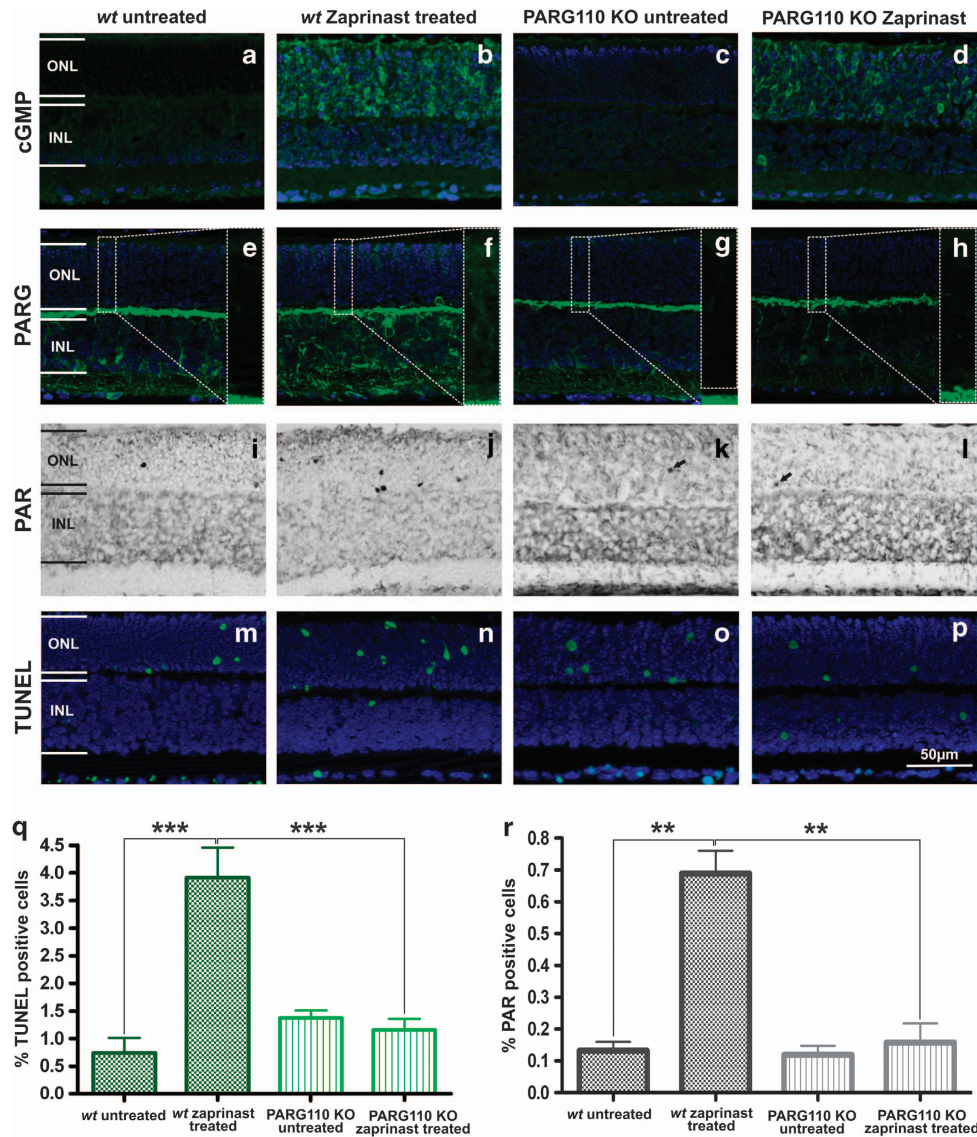 wt untreated wt Zaprinast treated PARG110 KO untreated PARG110 KO Zaprinast
cGMP
ONL
INL
a b c d
PARG
ONL
INL
e f g h
PAR
ONL
INL
i j k l
TUNEL
ONL
INL
m n o p
50µm
q
*** ***
% TUNEL positive cells
4.5
4.0
3.5
3.0
2.5
2.0
1.5
1.0
0.5
0.0
wt untreated wt zaprinast treated PARG110 KO untreated PARG110 KO zaprinast treated
r
** **
% PAR positive cells
0.8
0.7
0.6
0.5
0.4
0.3
0.2
0.1
0.0
wt untreated wt zaprinast treated PARG110 KO untreated PARG110 KO zaprinast treated